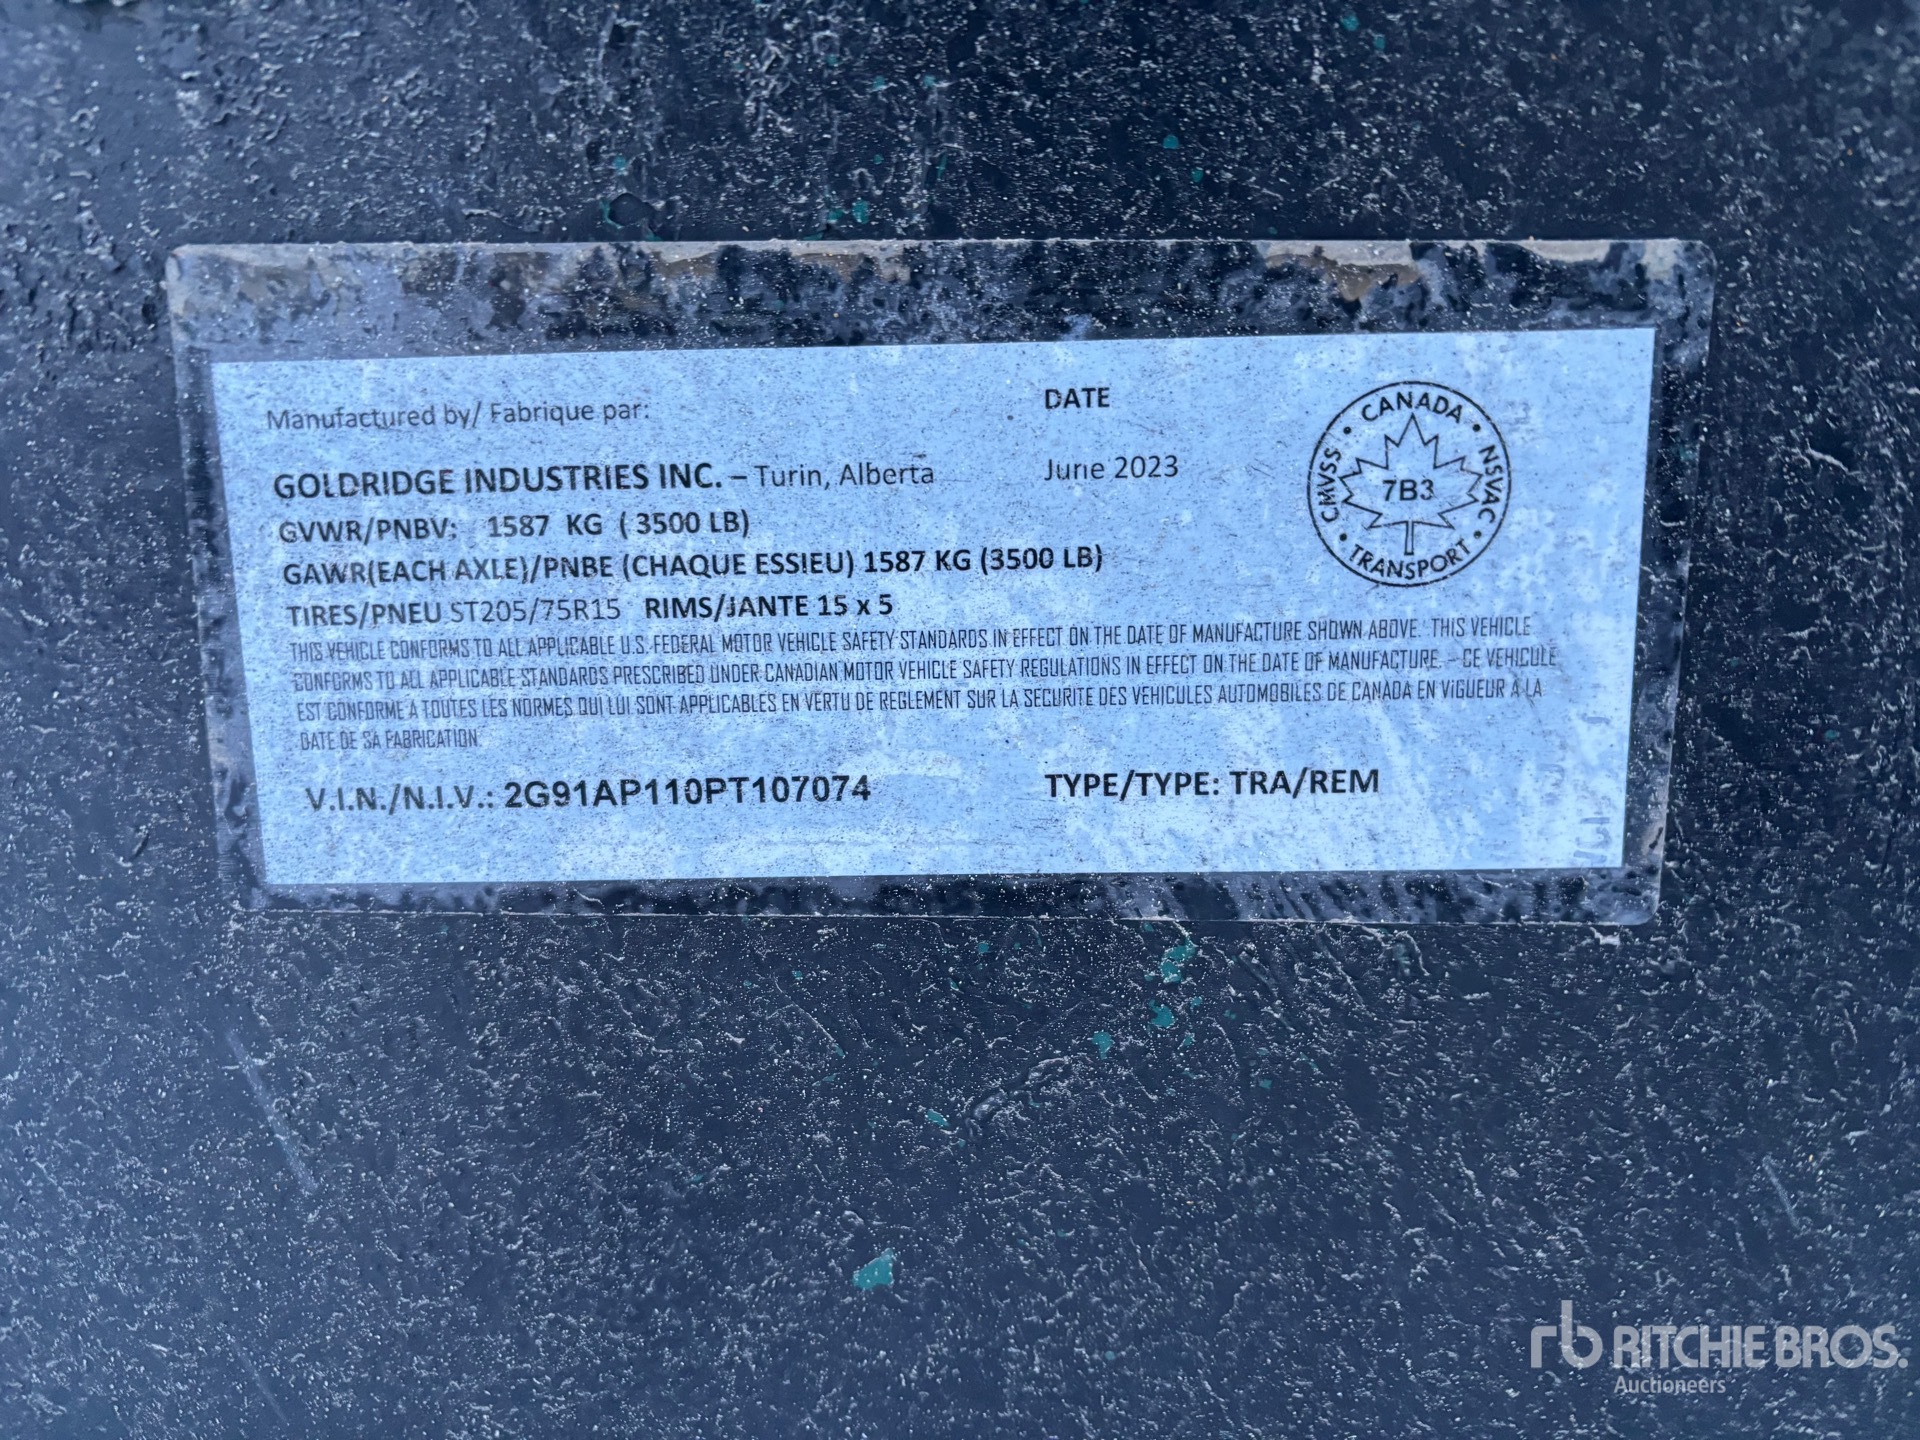 Manufactured by/ Fabrique par:
DATE
GOLDRIDGE INDUSTRIES INC. – Turin, Alberta
June 2023
GVWR/PNBV: 1587 KG ( 3500 LB)
GAWR(EACH AXLE)/PNBE (CHAQUE ESSIEU) 1587 KG (3500 LB)
TIRES/PNEU ST205/75R15 RIMS/JANTE 15 x 5
THIS VEHICLE CONFORMS TO ALL APPLICABLE U.S. FEDERAL MOTOR VEHICLE SAFETY STANDARDS IN EFFECT ON THE DATE OF MANUFACTURE SHOWN ABOVE. THIS VEHICLE
CONFORMS TO ALL APPLICABLE STANDARDS PRESCRIBED UNDER CANADIAN MOTOR VEHICLE SAFETY REGULATIONS IN EFFECT ON THE DATE OF MANUFACTURE. – CE VEHICULE
EST CONFORME A TOUTES LES NORMES QUI LUI SONT APPLICABLES EN VERTU DE REGLEMENT SUR LA SECURITE DES VEHICULES AUTOMOBILES DE CANADA EN VIGUEUR A LA
DATE DE SA FABRICATION.
V.I.N./N.I.V.: 2G91AP110PT107074
TYPE/TYPE: TRA/REM
CANADA • NSVAC • TRANSPORT • CMVSS •
7B3
rb RITCHIE BROS.
Auctioneers